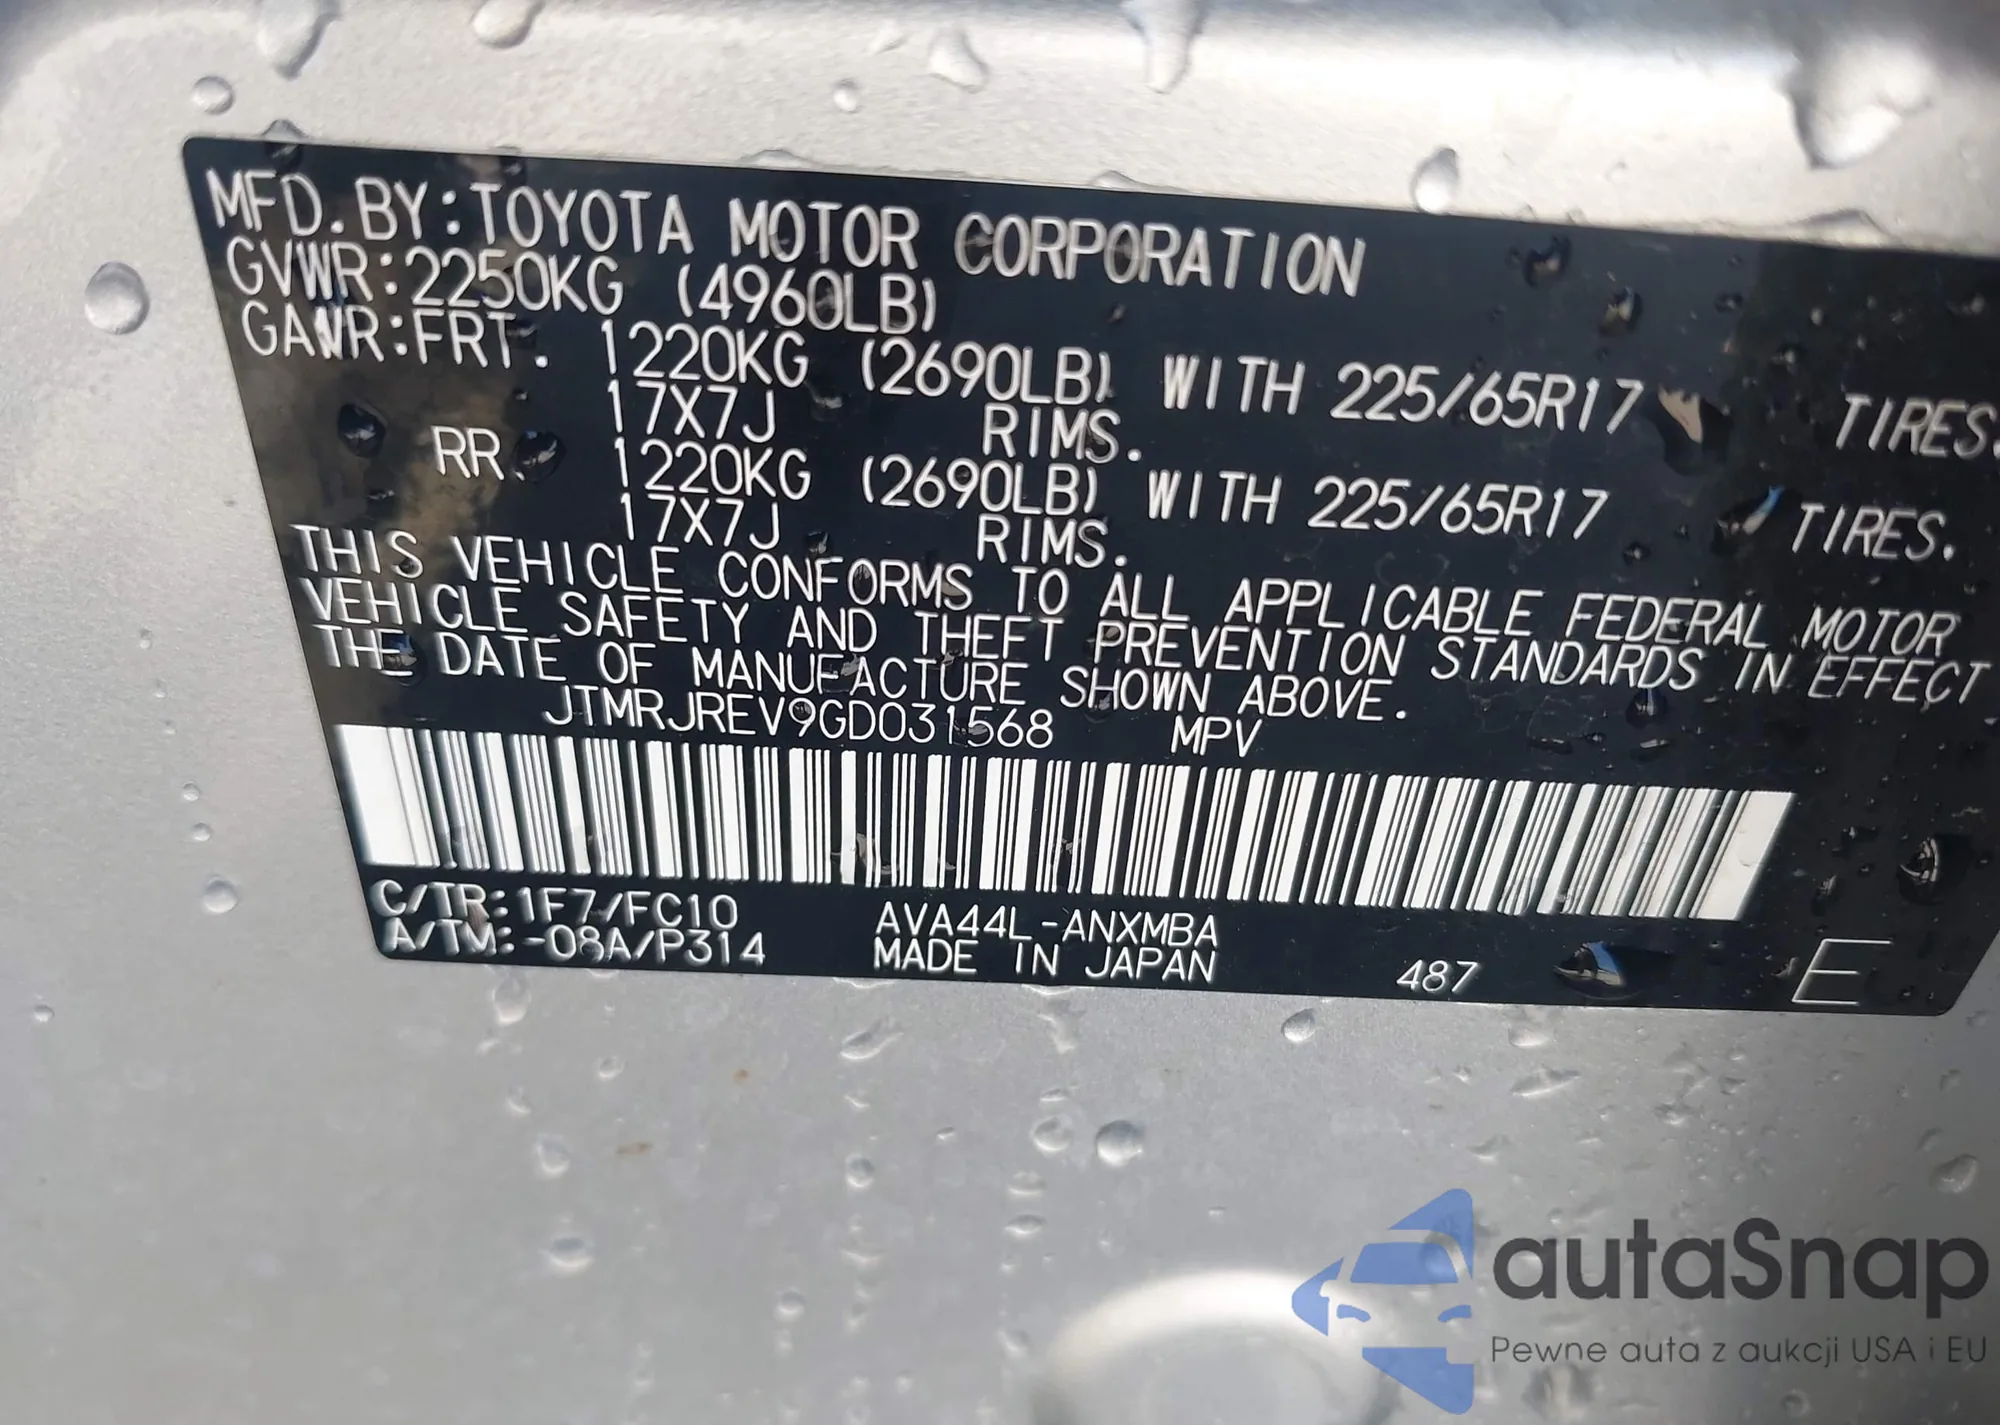 MFD. BY: TOYOTA MOTOR CORPORATION
GVWR: 2250KG (4960LB)
GAWR: FRT. 1220KG (2690LB) WITH 225/65R17 TIRES.
17X7J RIMS.
RR. 1220KG (2690LB) WITH 225/65R17 TIRES.
17X7J RIMS.
THIS VEHICLE CONFORMS TO ALL APPLICABLE FEDERAL MOTOR
VEHICLE SAFETY AND THEFT PREVENTION STANDARDS IN EFFECT
THE DATE OF MANUFACTURE SHOWN ABOVE.
JTMRJREV9GD031568 MPV
C/TR: 1F7/FC10 AVA44L-ANXMBA
A/TM: -08A/P314 MADE IN JAPAN 487 E
autaSnap
Pewne auta z aukcji USA i EU